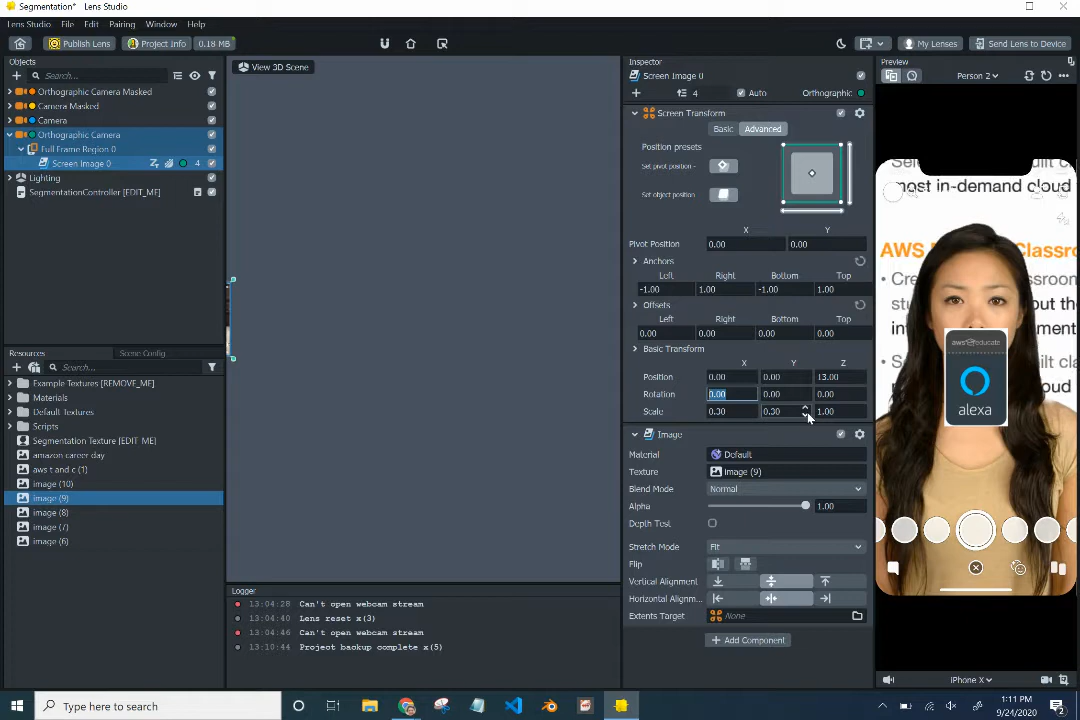 Segmentation* - Lens Studio
Lens Studio File Edit Pairing Window Help
Publish Lens Project Info 0.18 MB My Lenses Send Lens to Device
Objects
Search...
Orthographic Camera Masked
Camera Masked
Camera
Orthographic Camera
Full Frame Region 0
Screen Image 0 4
Lighting
SegmentationController [EDIT_ME]
Resources Scene Config
Search...
Example Textures [REMOVE_ME]
Materials
Default Textures
Scripts
Segmentation Texture [EDIT ME]
amazon career day
aws t and c (1)
image (10)
image (9)
image (8)
image (7)
image (6)
View 3D Scene
Logger
13:04:28 Can't open webcam stream
13:04:40 Lens reset x(3)
13:04:46 Can't open webcam stream
13:10:44 Project backup complete x(5)
Inspector
Screen Image 0
4 Auto Orthographic
Screen Transform
Basic Advanced
Position presets
Set pivot position
Set object position
X Y
Pivot Position 0.00 0.00
Anchors
Left Right Bottom Top
-1.00 1.00 -1.00 1.00
Offsets
Left Right Bottom Top
0.00 0.00 0.00 0.00
Basic Transform
X Y Z
Position 0.00 0.00 13.00
Rotation 0.00 0.00 0.00
Scale 0.30 0.30 1.00
Image
Material Default
Texture image (9)
Blend Mode Normal
Alpha 1.00
Depth Test
Stretch Mode Fit
Flip
Vertical Alignment
Horizontal Alignm...
Extents Target None
Add Component
Preview
Person 2
most in-demand cloud
AWS Classro
aws educate
alexa
iPhone X
Type here to search
1:11 PM
9/24/2020
2